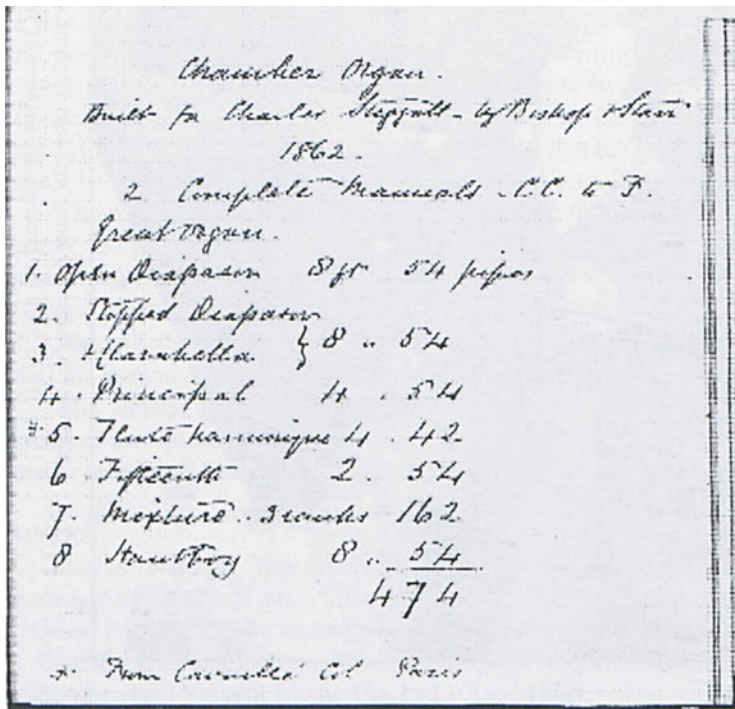 Chamber Organ.
Built for Charles Steggall - by Bishop & Starr
1862.
2 Complete Manuals. C.C. to F.
Great Organ.
1. Open Diapason 8 ft 54 pipes
2. Stopped Diapason
3. & Claribella } 8 .. 54
4. Principal 4 . 54
* 5. Flute harmonique 4 . 42
6 Fifteenth 2. 54
7. Mixture. 3 ranks 162
8 Hautboy 8 .. 54
474
* From Cavaillé Col Paris